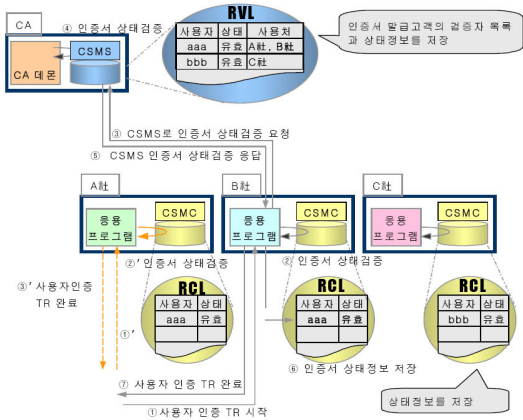 CA
④ 인증서 상태검증
RVL
CSMS
CA 데몬
사용자 상태 사용처
aaa 유효 A社, B社
bbb 유효 C社
인증서 발급고객의 검증자 목록
과 상태정보를 저장
③ CSMS로 인증서 상태검증 요청
⑤ CSMS 인증서 상태검증 응답
A社
B社
C社
CSMC
CSMC
CSMC
응용
프로그램
응용
프로그램
응용
프로그램
②′인증서 상태검증
② 인증서 상태검증
③′사용자인증
TR 완료
①′
RCL
사용자 상태
aaa 유효
RCL
사용자 상태
aaa 유효
RCL
사용자 상태
bbb 유효
⑥ 인증서 상태정보 저장
⑦ 사용자 인증 TR 완료
①사용자 인증 TR 시작
상태정보를 저장